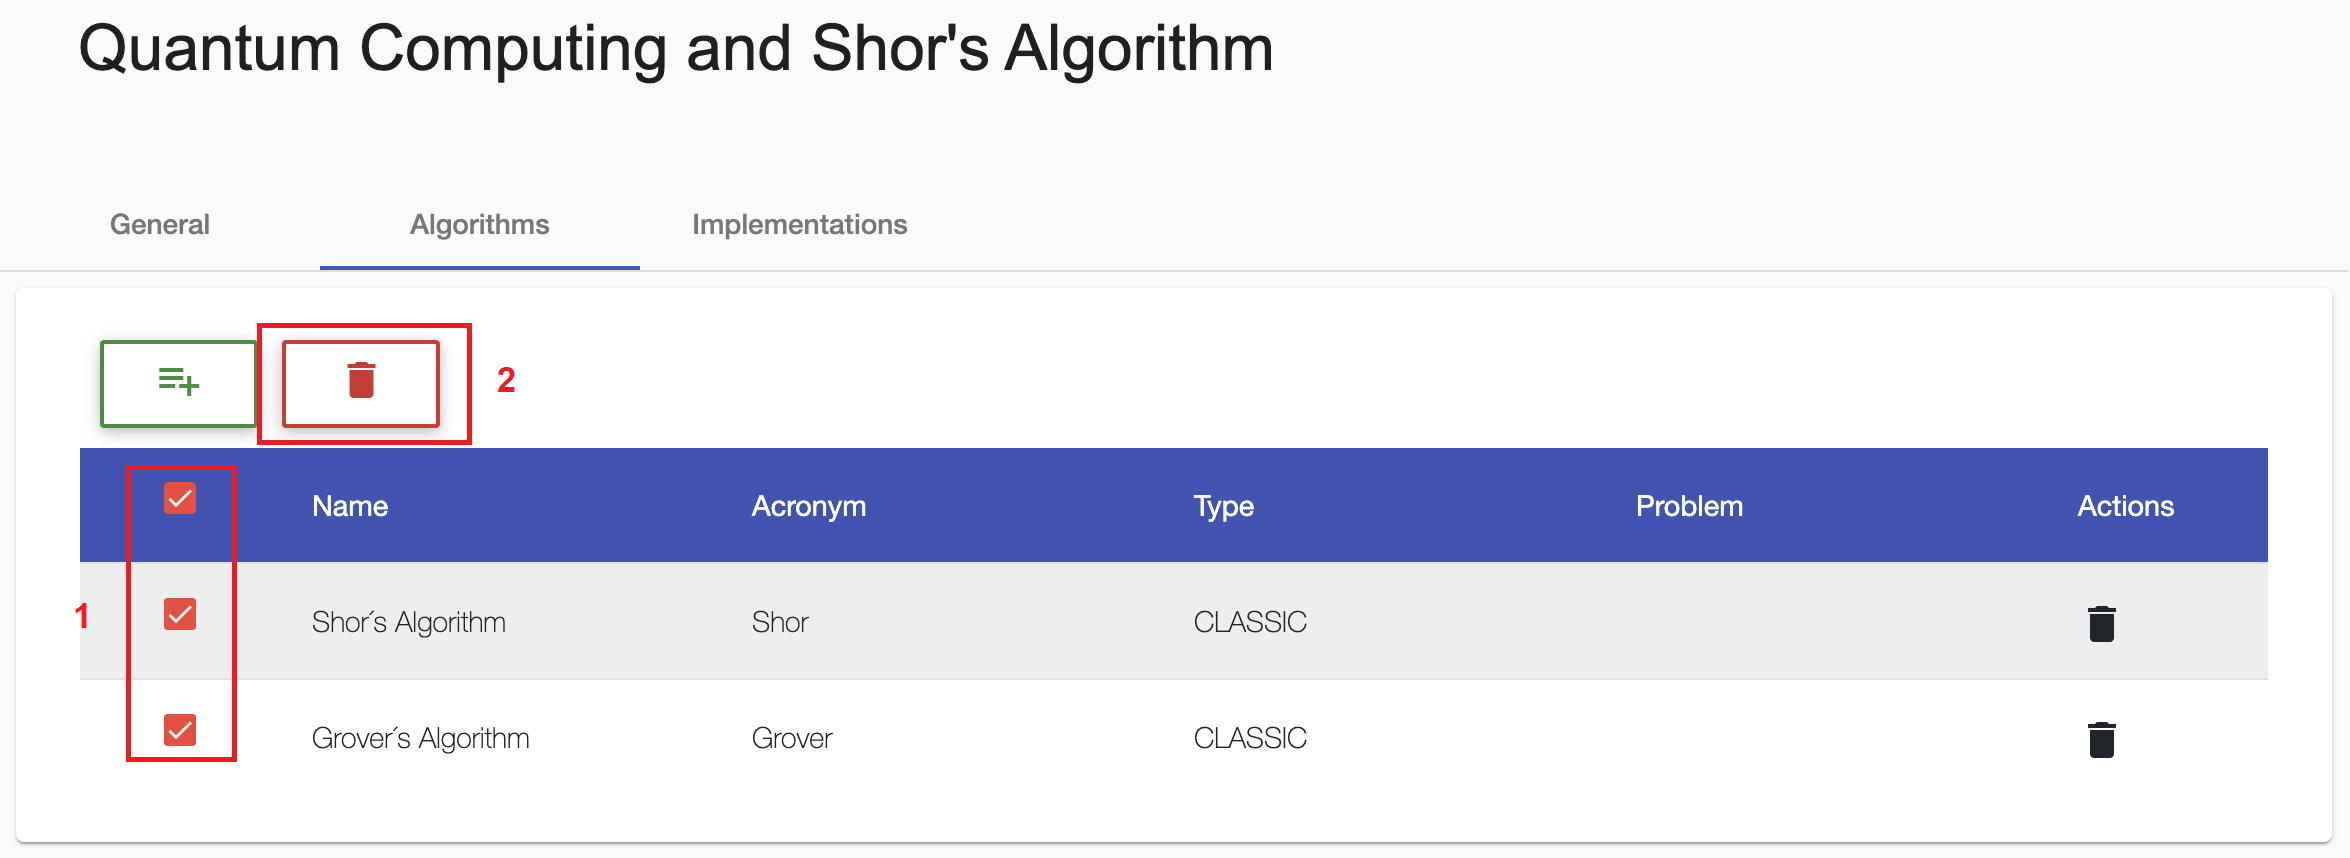 Quantum Computing and Shor's Algorithm
General Algorithms Implementations
2
Name Acronym Type Problem Actions
1 Shor´s Algorithm Shor CLASSIC
Grover´s Algorithm Grover CLASSIC